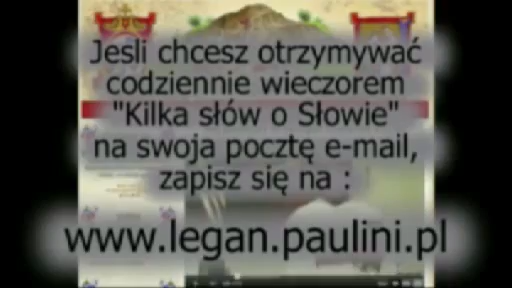 Jesli chcesz otrzymywać
codziennie wieczorem
"Kilka słów o Słowie"
na swoja pocztę e-mail,
zapisz się na :
www.legan.paulini.pl